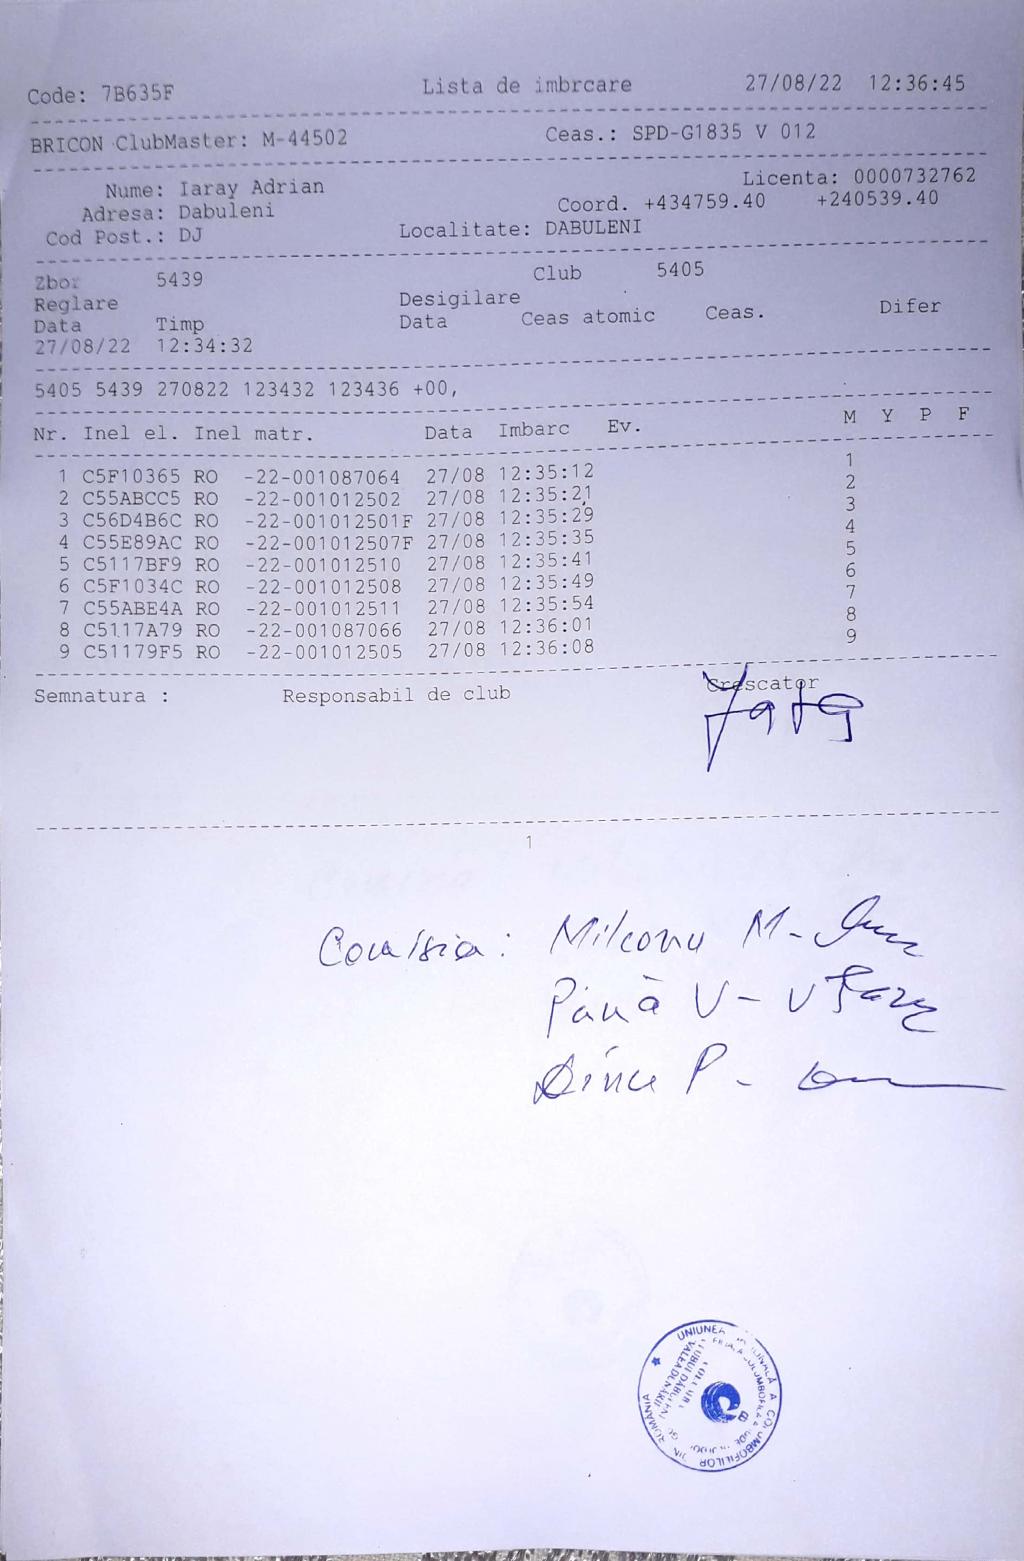 Code: 7B635F Lista de imbrcare 27/08/22 12:36:45
BRICON ClubMaster: M-44502 Ceas.: SPD-G1835 V 012
Nume: Iaray Adrian Licenta: 0000732762
Adresa: Dabuleni Coord. +434759.40 +240539.40
Cod Post.: DJ Localitate: DABULENI
Zbor 5439 Club 5405
Reglare Desigilare
Data Timp Data Ceas atomic Ceas. Difer
27/08/22 12:34:32
5405 5439 270822 123432 123436 +00,
Nr. Inel el. Inel matr. Data Imbarc Ev. M Y P F
1 C5F10365 RO -22-001087064 27/08 12:35:12 1
2 C55ABCC5 RO -22-001012502 27/08 12:35:21 2
3 C56D4B6C RO -22-001012501F 27/08 12:35:29 3
4 C55E89AC RO -22-001012507F 27/08 12:35:35 4
5 C5117BF9 RO -22-001012510 27/08 12:35:41 5
6 C5F1034C RO -22-001012508 27/08 12:35:49 6
7 C55ABE4A RO -22-001012511 27/08 12:35:54 7
8 C5117A79 RO -22-001087066 27/08 12:36:01 8
9 C51179F5 RO -22-001012505 27/08 12:36:08 9
Semnatura : Responsabil de club Crescator
1
Comisia: Milconu M-
Pană V-
Dincu P-
UNIUNEA A COLUMBOFILILOR DIN ROMANIA